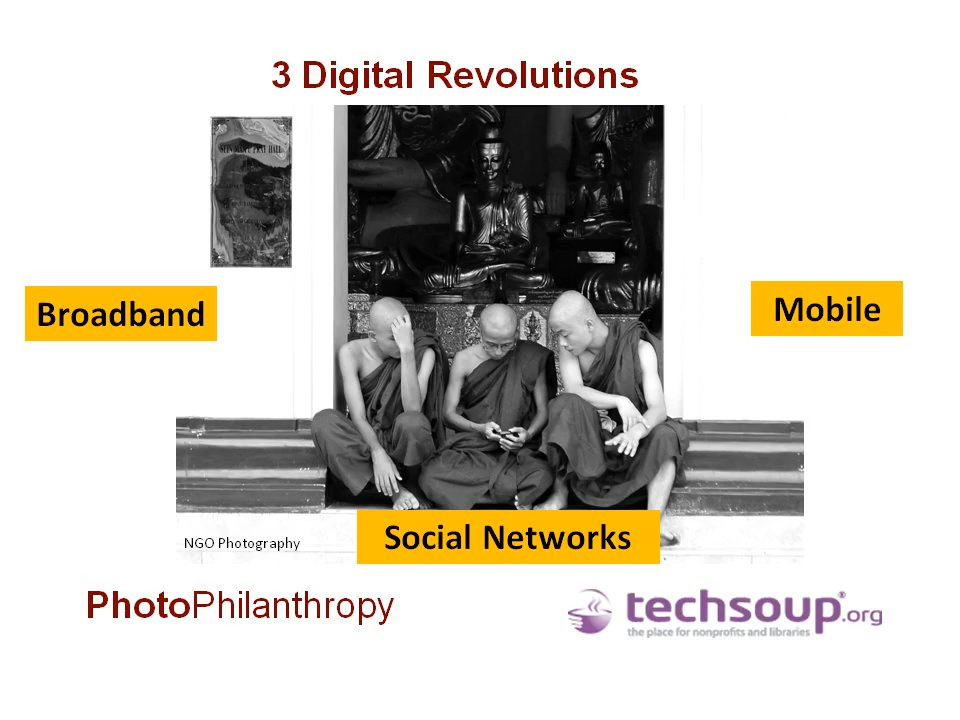 3 Digital Revolutions
Broadband
Mobile
Social Networks
NGO Photography
PhotoPhilanthropy
techsoup®.org
the place for nonprofits and libraries